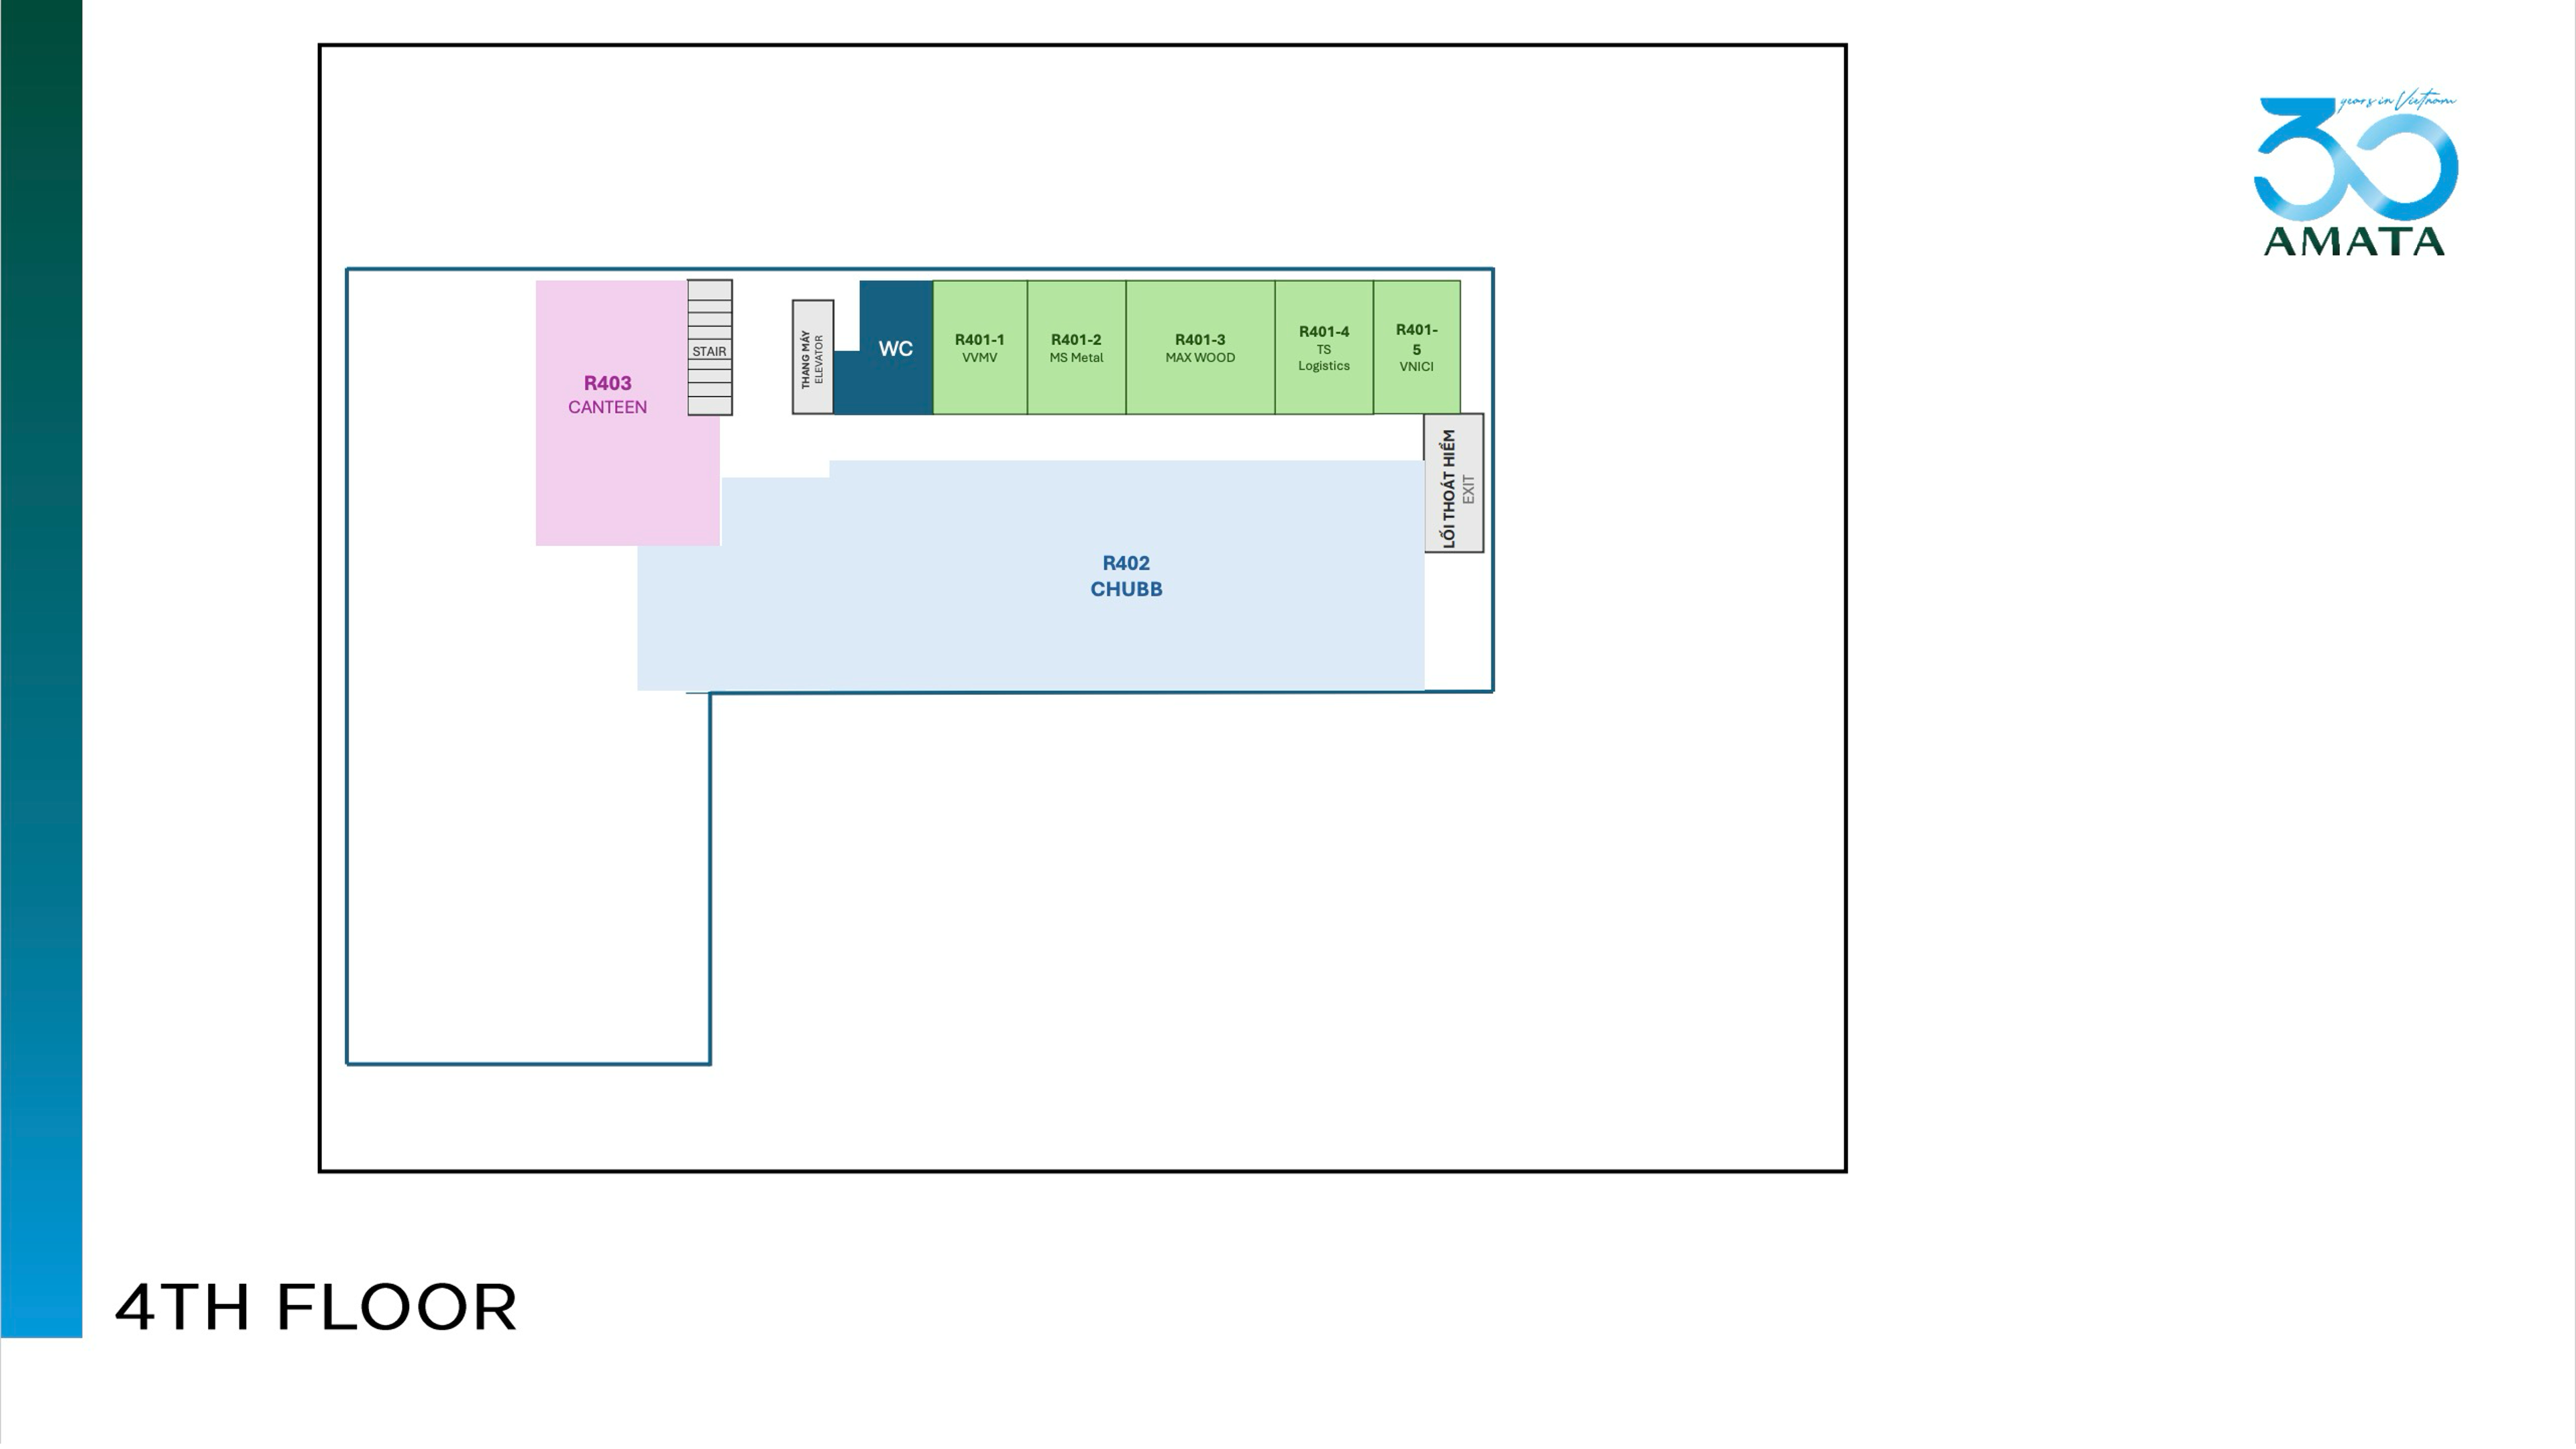 30 years in Vietnam
AMATA
STAIR
THANG MÁY
ELEVATOR
WC
R401-1
VVMV
R401-2
MS Metal
R401-3
MAX WOOD
R401-4
TS
Logistics
R401-
5
VNICI
R403
CANTEEN
LỐI THOÁT HIỂM
EXIT
R402
CHUBB
4TH FLOOR